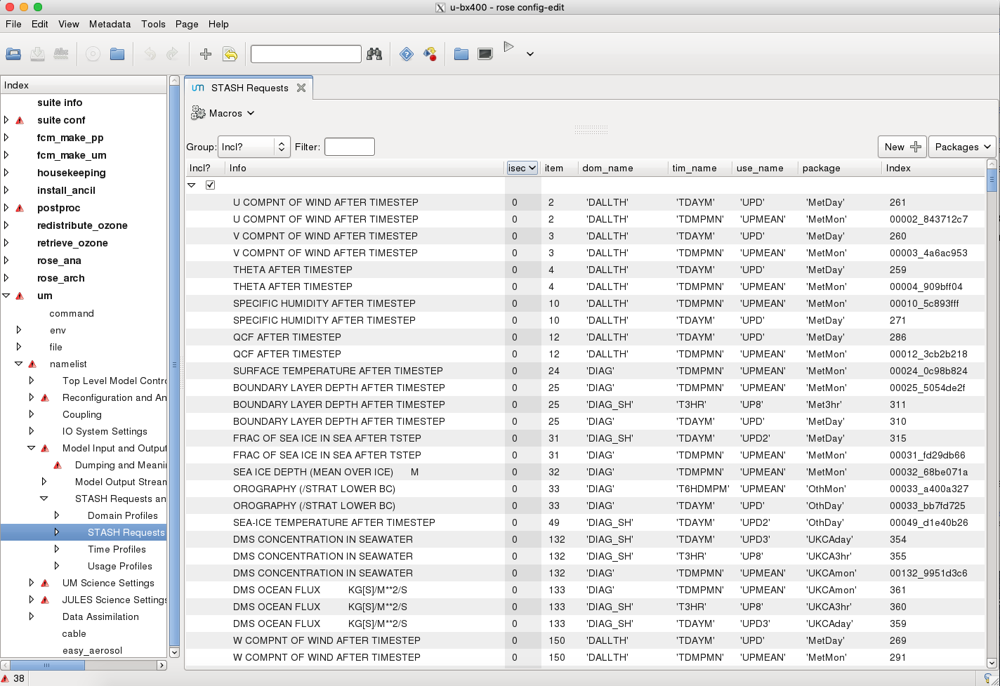 u-bx400 - rose config-edit
File Edit View Metadata Tools Page Help
Abc
Index
suite info
suite conf
fcm_make_pp
fcm_make_um
housekeeping
install_ancil
postproc
redistribute_ozone
retrieve_ozone
rose_ana
rose_arch
um
command
env
file
namelist
Top Level Model Contro
Reconfiguration and An
Coupling
IO System Settings
Model Input and Output
Dumping and Meanin
Model Output Stream
STASH Requests an
Domain Profiles
STASH Requests
Time Profiles
Usage Profiles
UM Science Settings
JULES Science Settings
Data Assimilation
cable
easy_aerosol
38
um STASH Requests
Macros
Group: Incl? Filter: New Packages
Incl? Info isec item dom_name tim_name use_name package Index
U COMPNT OF WIND AFTER TIMESTEP 0 2 'DALLTH' 'TDAYM' 'UPD' 'MetDay' 261
U COMPNT OF WIND AFTER TIMESTEP 0 2 'DALLTH' 'TDMPMN' 'UPMEAN' 'MetMon' 00002_843712c7
V COMPNT OF WIND AFTER TIMESTEP 0 3 'DALLTH' 'TDAYM' 'UPD' 'MetDay' 260
V COMPNT OF WIND AFTER TIMESTEP 0 3 'DALLTH' 'TDMPMN' 'UPMEAN' 'MetMon' 00003_4a6ac953
THETA AFTER TIMESTEP 0 4 'DALLTH' 'TDAYM' 'UPD' 'MetDay' 259
THETA AFTER TIMESTEP 0 4 'DALLTH' 'TDMPMN' 'UPMEAN' 'MetMon' 00004_909bff04
SPECIFIC HUMIDITY AFTER TIMESTEP 0 10 'DALLTH' 'TDMPMN' 'UPMEAN' 'MetMon' 00010_5c893fff
SPECIFIC HUMIDITY AFTER TIMESTEP 0 10 'DALLTH' 'TDAYM' 'UPD' 'MetDay' 271
QCF AFTER TIMESTEP 0 12 'DALLTH' 'TDAYM' 'UPD' 'MetDay' 286
QCF AFTER TIMESTEP 0 12 'DALLTH' 'TDMPMN' 'UPMEAN' 'MetMon' 00012_3cb2b218
SURFACE TEMPERATURE AFTER TIMESTEP 0 24 'DIAG' 'TDMPMN' 'UPMEAN' 'MetMon' 00024_0c98b824
BOUNDARY LAYER DEPTH AFTER TIMESTEP 0 25 'DIAG' 'TDMPMN' 'UPMEAN' 'MetMon' 00025_5054de2f
BOUNDARY LAYER DEPTH AFTER TIMESTEP 0 25 'DIAG_SH' 'T3HR' 'UP8' 'Met3hr' 311
BOUNDARY LAYER DEPTH AFTER TIMESTEP 0 25 'DIAG' 'TDAYM' 'UPD' 'MetDay' 310
FRAC OF SEA ICE IN SEA AFTER TSTEP 0 31 'DIAG_SH' 'TDAYM' 'UPD2' 'MetDay' 315
FRAC OF SEA ICE IN SEA AFTER TSTEP 0 31 'DIAG' 'TDMPMN' 'UPMEAN' 'MetMon' 00031_fd29db66
SEA ICE DEPTH (MEAN OVER ICE) M 0 32 'DIAG' 'TDMPMN' 'UPMEAN' 'MetMon' 00032_68be071a
OROGRAPHY (/STRAT LOWER BC) 0 33 'DIAG' 'T6HDMPM' 'UPMEAN' 'OthMon' 00033_a400a327
OROGRAPHY (/STRAT LOWER BC) 0 33 'DIAG' 'TDAYM' 'UPD' 'OthDay' 00033_bb7fd725
SEA-ICE TEMPERATURE AFTER TIMESTEP 0 49 'DIAG_SH' 'TDAYM' 'UPD2' 'OthDay' 00049_d1e40b26
DMS CONCENTRATION IN SEAWATER 0 132 'DIAG_SH' 'TDAYM' 'UPD3' 'UKCAday' 354
DMS CONCENTRATION IN SEAWATER 0 132 'DIAG_SH' 'T3HR' 'UP8' 'UKCA3hr' 355
DMS CONCENTRATION IN SEAWATER 0 132 'DIAG' 'TDMPMN' 'UPMEAN' 'UKCAmon' 00132_9951d3c6
DMS OCEAN FLUX KG[S]/M**2/S 0 133 'DIAG' 'TDMPMN' 'UPMEAN' 'UKCAmon' 361
DMS OCEAN FLUX KG[S]/M**2/S 0 133 'DIAG_SH' 'T3HR' 'UP8' 'UKCA3hr' 360
DMS OCEAN FLUX KG[S]/M**2/S 0 133 'DIAG_SH' 'TDAYM' 'UPD3' 'UKCAday' 359
W COMPNT OF WIND AFTER TIMESTEP 0 150 'DALLTH' 'TDAYM' 'UPD' 'MetDay' 269
W COMPNT OF WIND AFTER TIMESTEP 0 150 'DALLTH' 'TDMPMN' 'UPMEAN' 'MetMon' 291